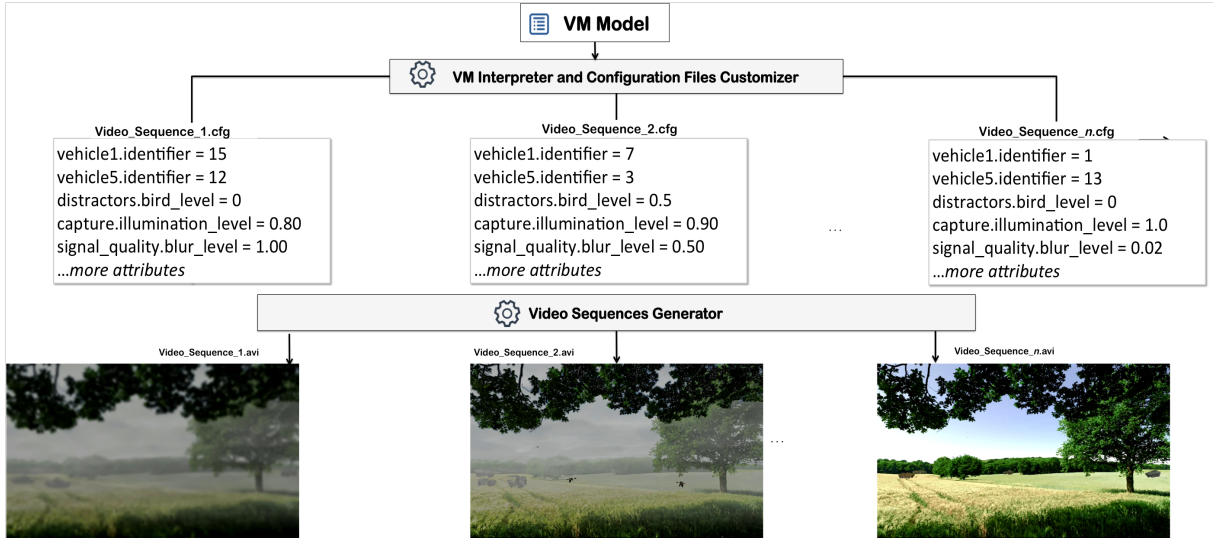 VM Model
VM Interpreter and Configuration Files Customizer
Video_Sequence_1.cfg
vehicle1.identifier = 15
vehicle5.identifier = 12
distractors.bird_level = 0
capture.illumination_level = 0.80
signal_quality.blur_level = 1.00
...more attributes
Video_Sequence_2.cfg
vehicle1.identifier = 7
vehicle5.identifier = 3
distractors.bird_level = 0.5
capture.illumination_level = 0.90
signal_quality.blur_level = 0.50
...more attributes
...
Video_Sequence_n.cfg
vehicle1.identifier = 1
vehicle5.identifier = 13
distractors.bird_level = 0
capture.illumination_level = 1.0
signal_quality.blur_level = 0.02
...more attributes
Video Sequences Generator
Video_Sequence_1.avi
Video_Sequence_2.avi
...
Video_Sequence_n.avi